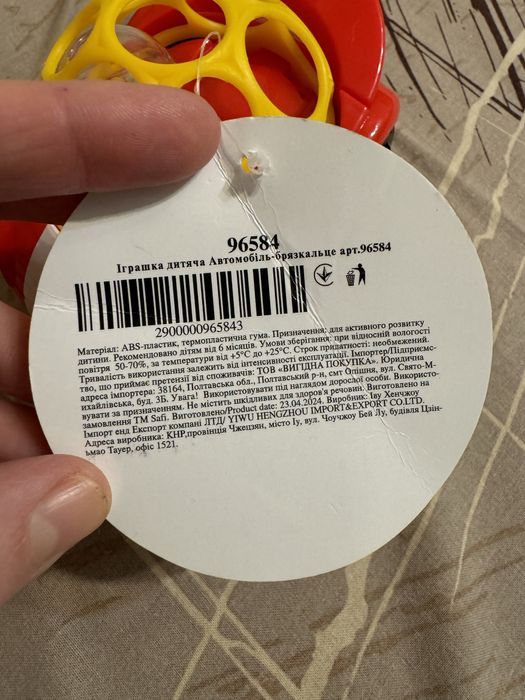 96584
Іграшка дитяча Автомобіль-брязкальце арт.96584
2900000965843
Матеріал: ABS-пластик, термопластична гума. Призначення: для активного розвитку
дитини. Рекомендовано дітям від 6 місяців. Умови зберігання: при відносній вологості
повітря 50-70%, за температури від +5°С до +25°С. Строк придатності: необмежений.
Тривалість використання залежить від інтенсивності експлуатації. Імпортер/Підприємс-
тво, що приймає претензії від споживачів: ТОВ «ВИГІДНА ПОКУПКА». Юридична
адреса імпортера: 38164, Полтавська обл., Полтавський р-н, смт Опішня, вул. Свято-М-
ихайлівська, буд. 3Б. Увага! Використовувати під наглядом дорослої особи. Використо-
вувати за призначенням. Не містить шкідливих для здоров'я речовин. Виготовлено на
замовлення ТМ Safi. Виготовлено/Product date: 23.04.2024. Виробник: Іву Хенчжоу
Імпорт енд Експорт компані ЛТД/ YIWU HENGZHOU IMPORT&EXPORT CO.LTD.
Адреса виробника: КНР,провінція Чжецзян, місто Іу, вул. Чоучжоу Бей Лу, будівля Цзін-
ьмао Тауер, офіс 1521.